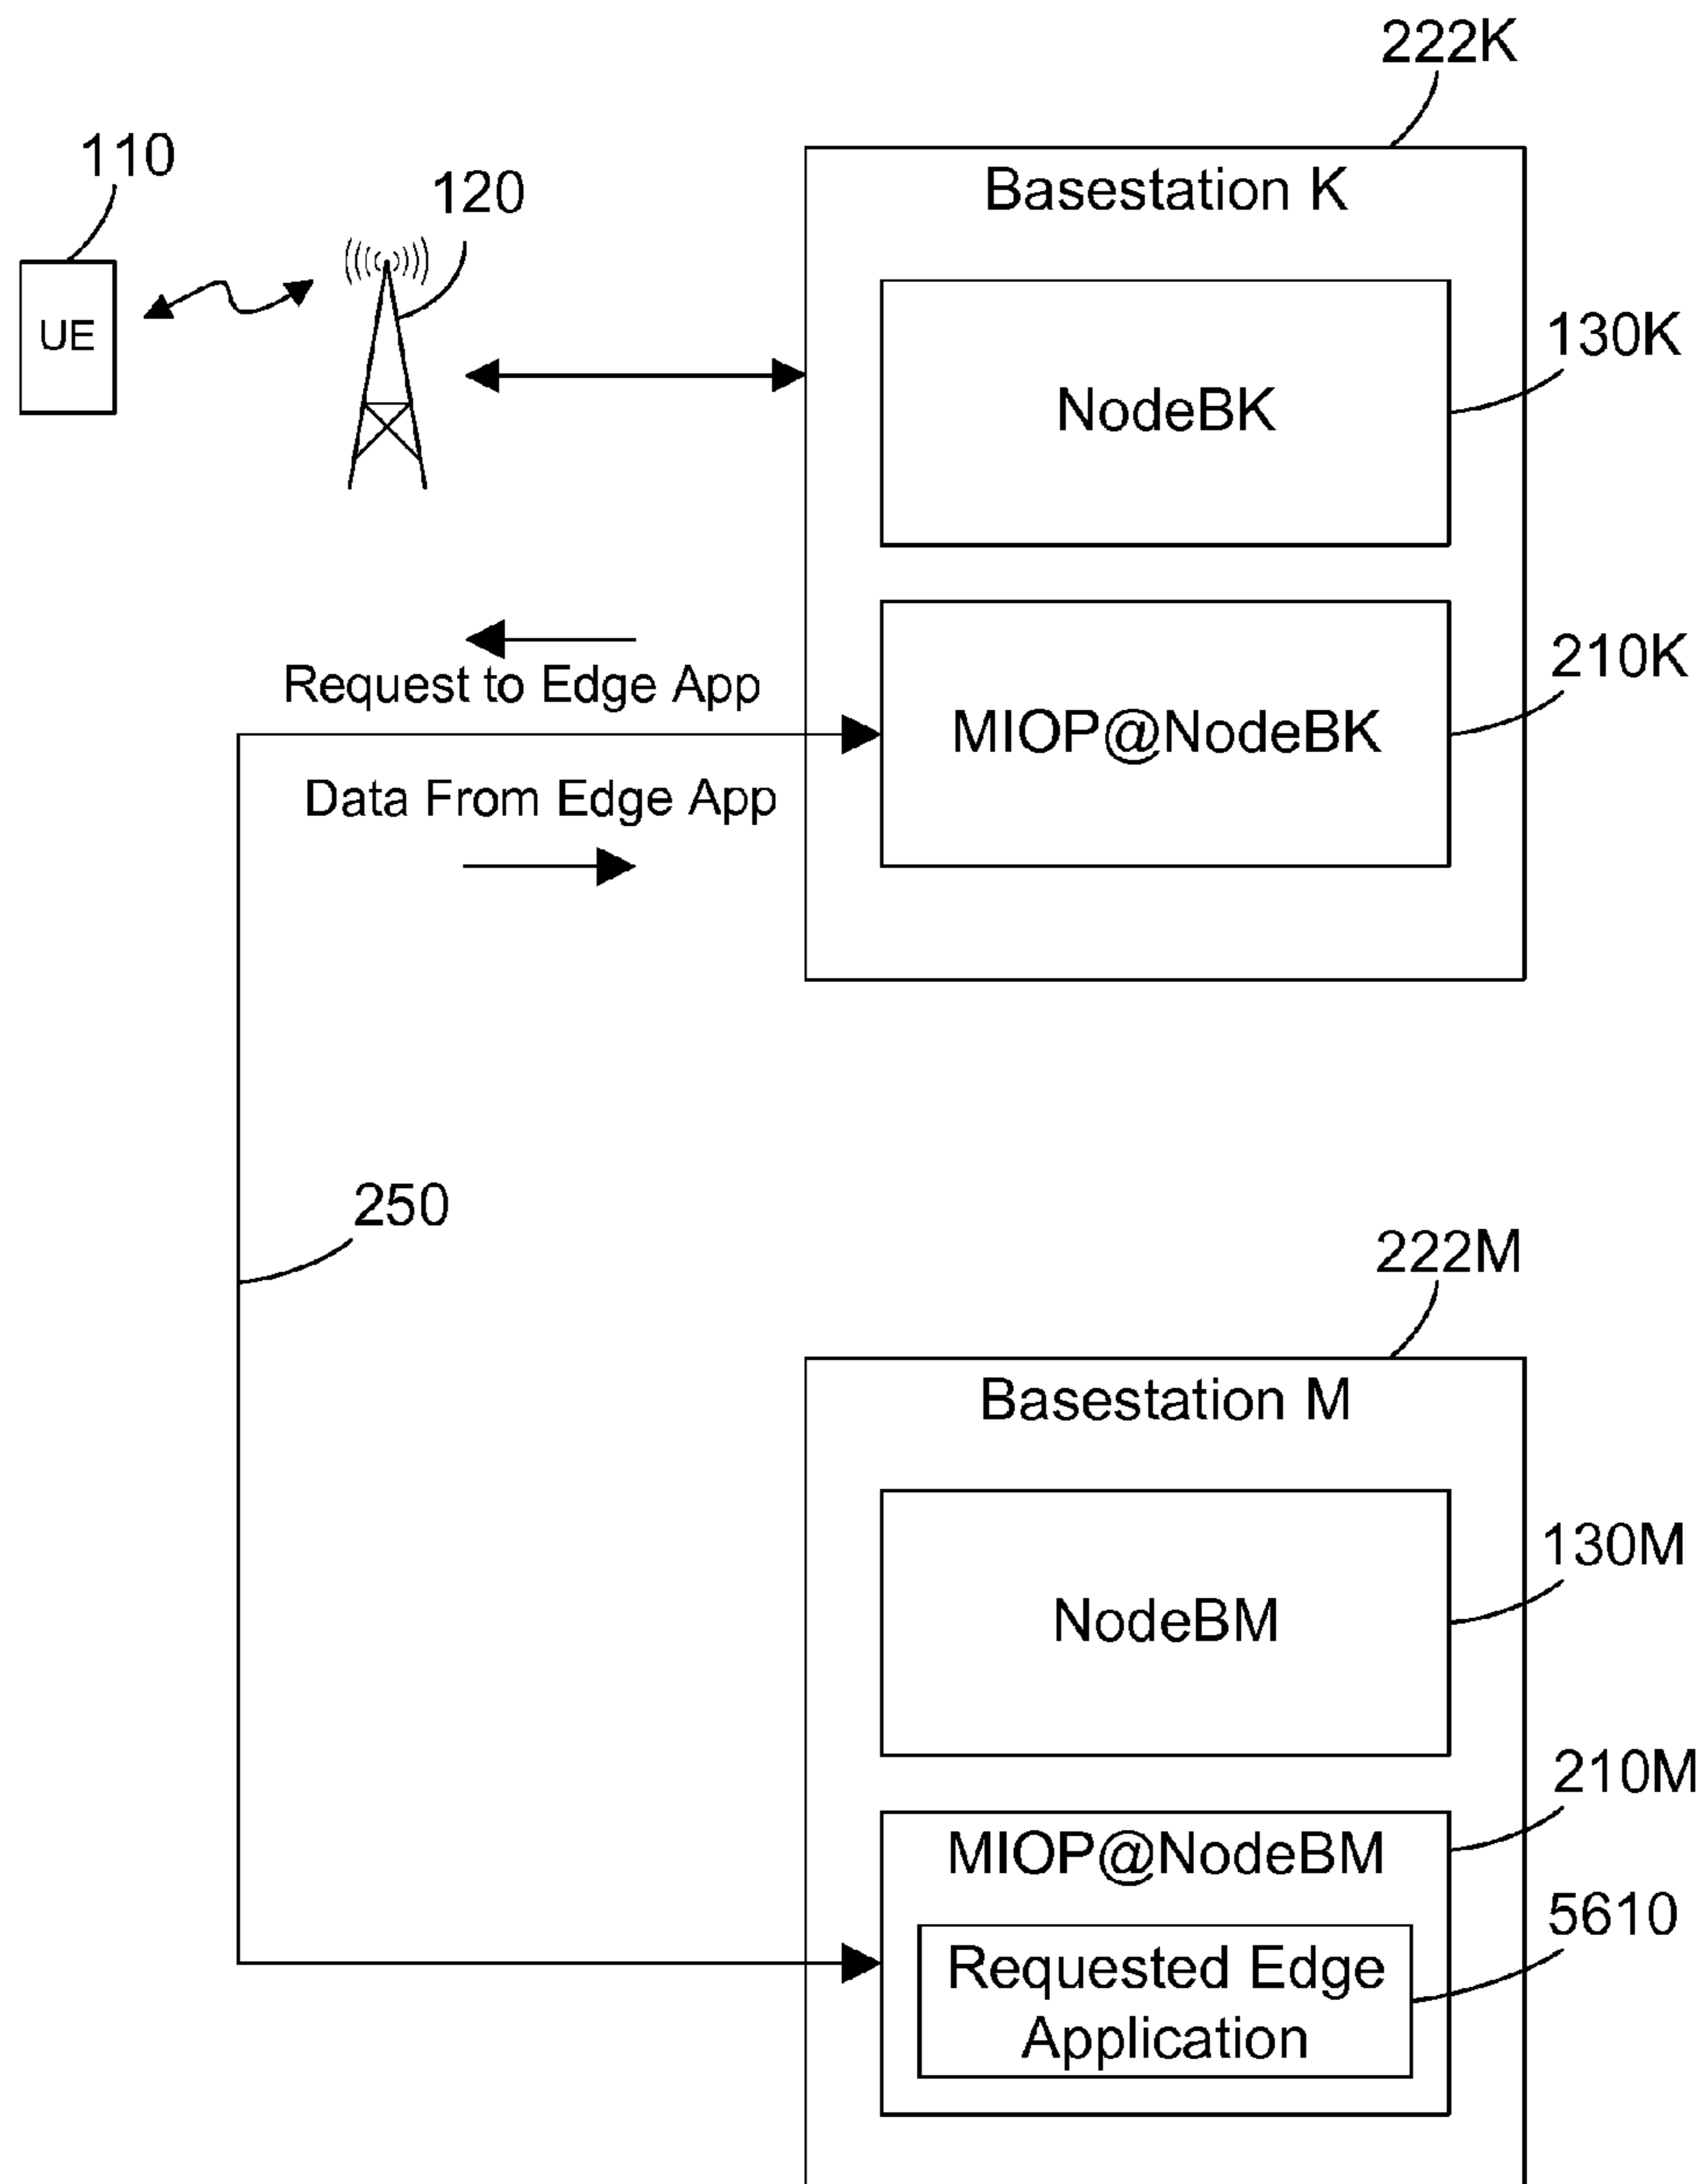 222K
110
120
Basestation K
UE
130K
NodeBK
210K
Request to Edge App
MIOP@NodeBK
Data From Edge App
250
222M
Basestation M
130M
NodeBM
210M
MIOP@NodeBM
5610
Requested Edge
Application